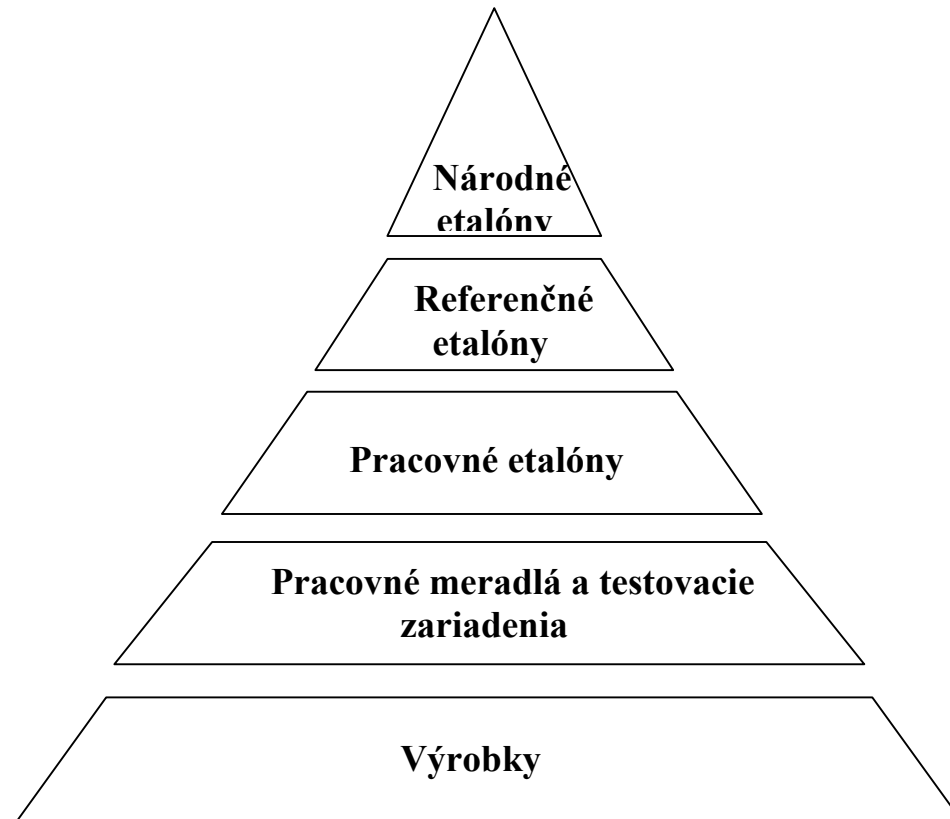 Národné
etalóny
Referenčné
etalóny
Pracovné etalóny
Pracovné meradlá a testovacie
zariadenia
Výrobky